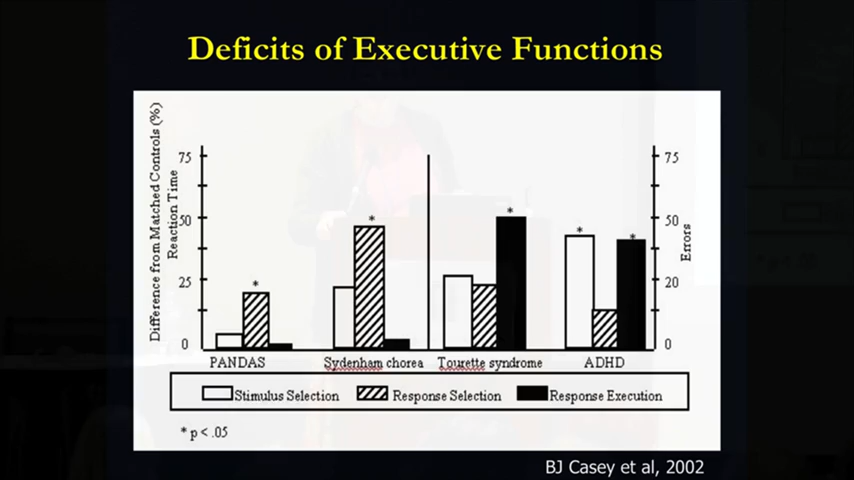 Deficits of Executive Functions
Difference from Matched Controls (%)
Reaction Time
75
50
25
0
75
50
20
0
Errors
*
*
*
*
*
PANDAS
Sydenham chorea
Tourette syndrome
ADHD
Stimulus Selection
Response Selection
Response Execution
* p < .05
BJ Casey et al, 2002